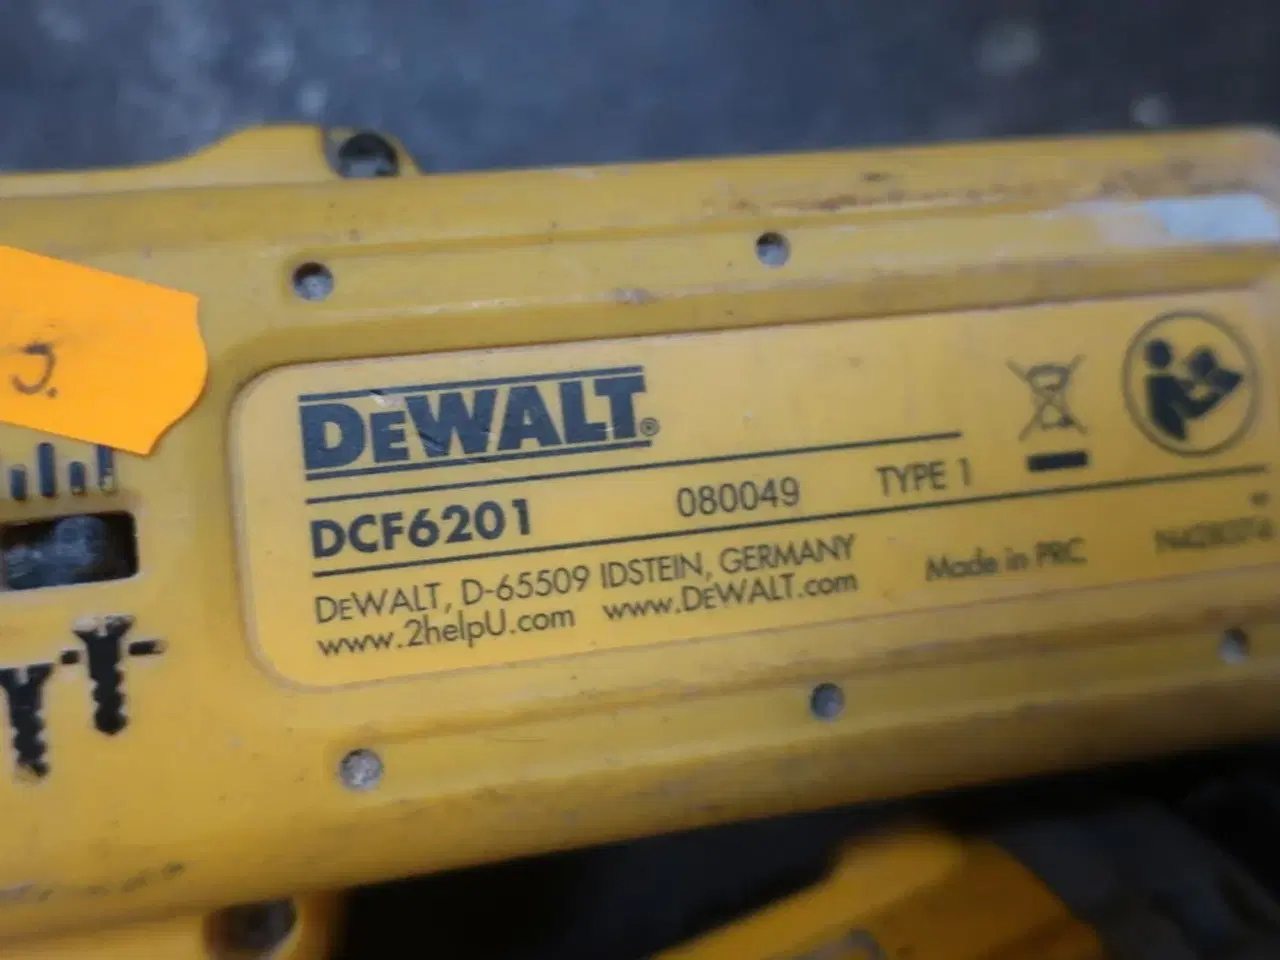 DEWALT®
DCF6201 080049 TYPE 1
DEWALT, D-65509 IDSTEIN, GERMANY Made in PRC
www.2helpU.com www.DEWALT.com